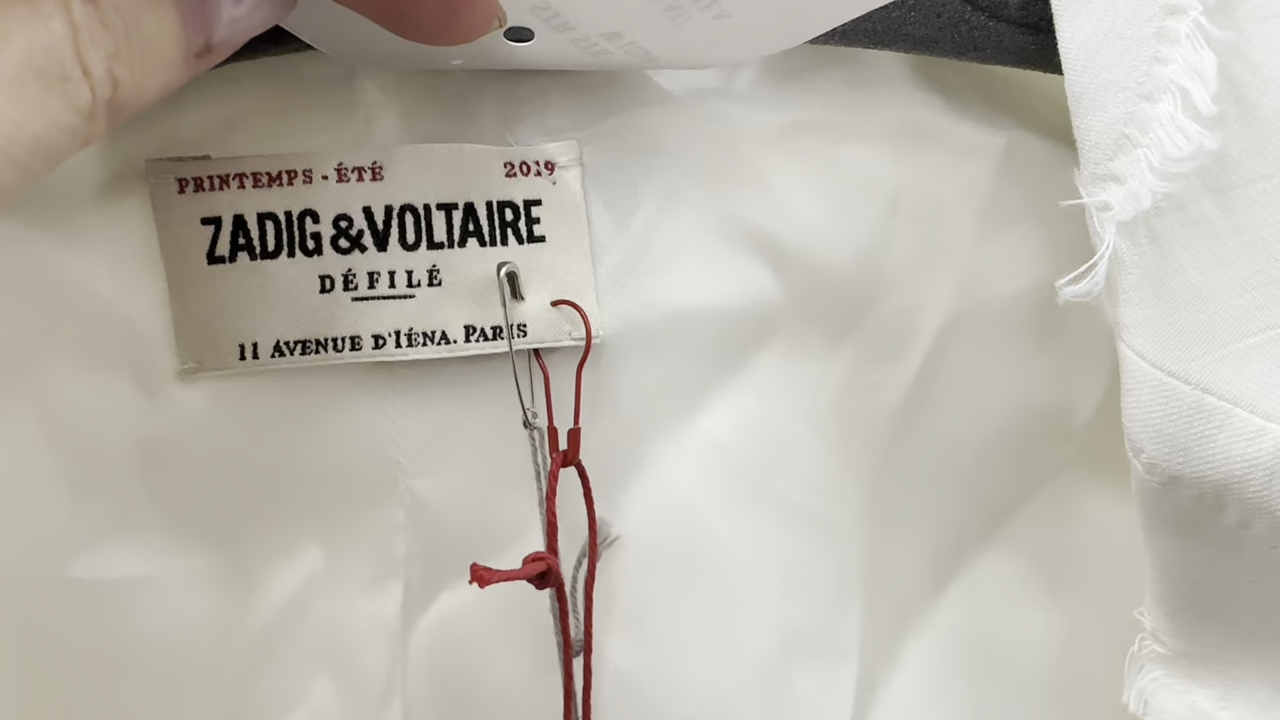 PRINTEMPS - ÉTÉ 2019
ZADIG & VOLTAIRE
DÉFILÉ
11 AVENUE D'IÉNA. PARIS